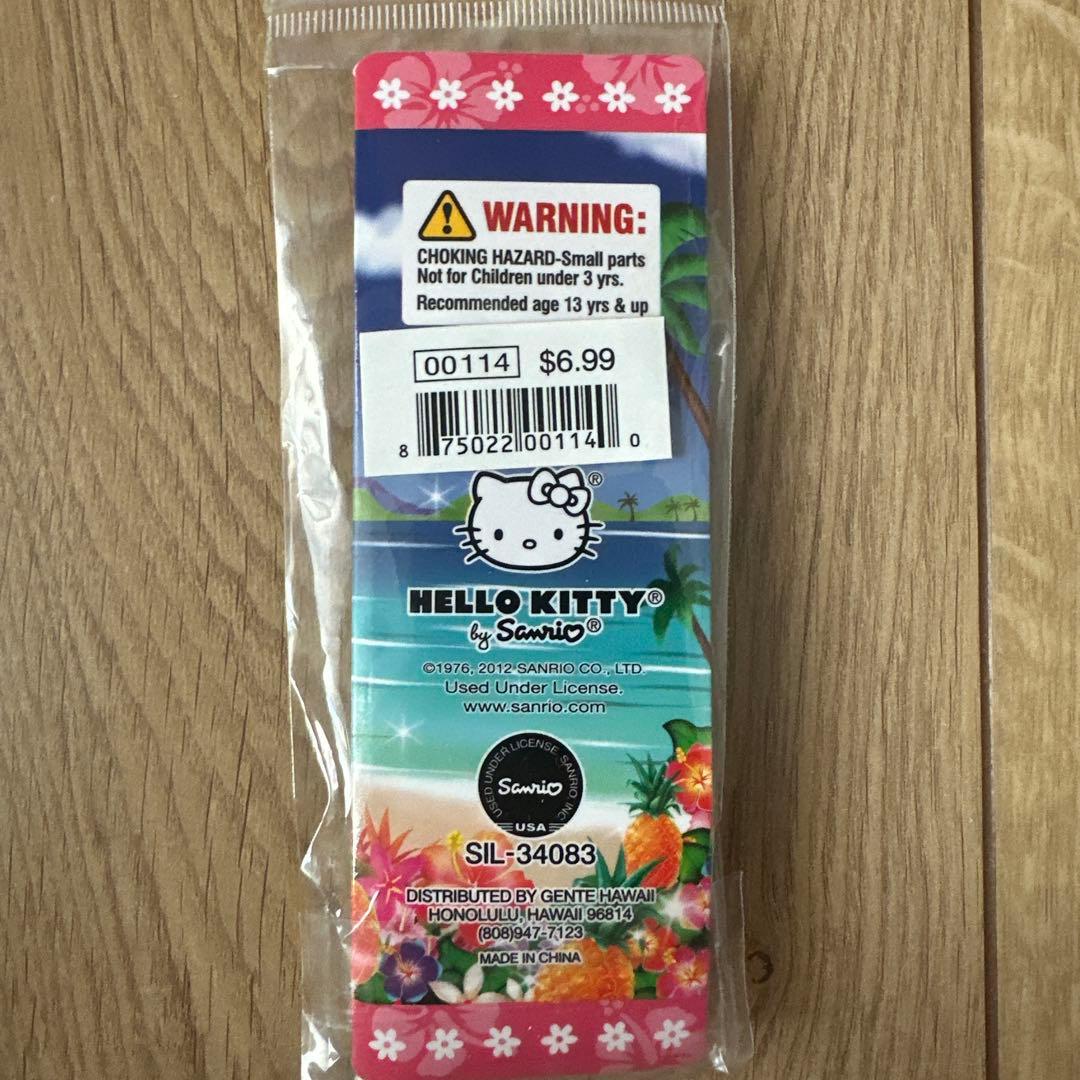 WARNING:
CHOKING HAZARD-Small parts
Not for Children under 3 yrs.
Recommended age 13 yrs & up
00114 $6.99
8 75022 00114 0
®
HELLO KITTY®
by Sanrio®
©1976, 2012 SANRIO CO., LTD.
Used Under License.
www.sanrio.com
USED UNDER LICENSE, SANRIO, INC.
Sanrio
USA
SIL-34083
DISTRIBUTED BY GENTE HAWAII
HONOLULU, HAWAII 96814
(808)947-7123
MADE IN CHINA